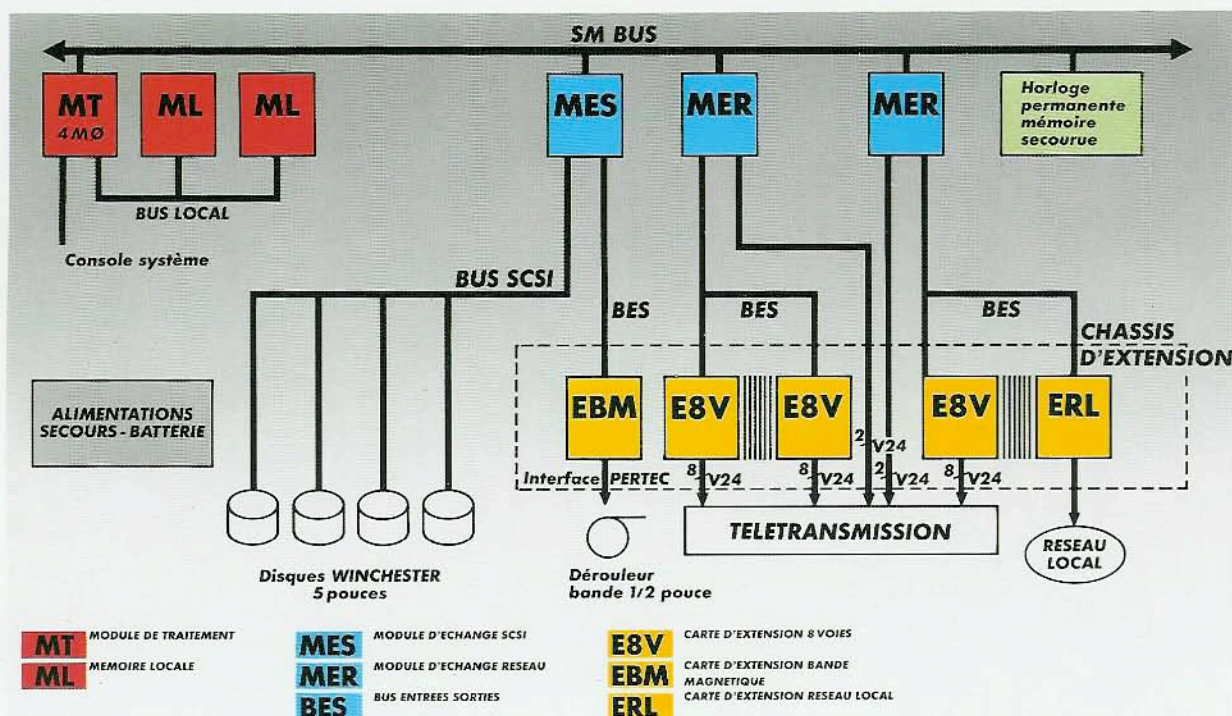 SM BUS
MT
4MØ
ML
ML
MES
MER
MER
Horloge
permanente
mémoire
secourue
BUS LOCAL
Console système
BUS SCSI
BES
BES
BES
CHASSIS
D'EXTENSION
ALIMENTATIONS
SECOURS - BATTERIE
EBM
E8V
E8V
E8V
ERL
2 V24
Interface PERTEC
8 V24
8 V24
2 V24
8 V24
TELETRANSMISSION
RESEAU
LOCAL
Disques WINCHESTER
5 pouces
Dérouleur
bande 1/2 pouce
MT MODULE DE TRAITEMENT
ML MEMOIRE LOCALE
MES MODULE D'ECHANGE SCSI
MER MODULE D'ECHANGE RESEAU
BES BUS ENTREES SORTIES
E8V CARTE D'EXTENSION 8 VOIES
EBM CARTE D'EXTENSION BANDE
MAGNETIQUE
ERL CARTE D'EXTENSION RESEAU LOCAL